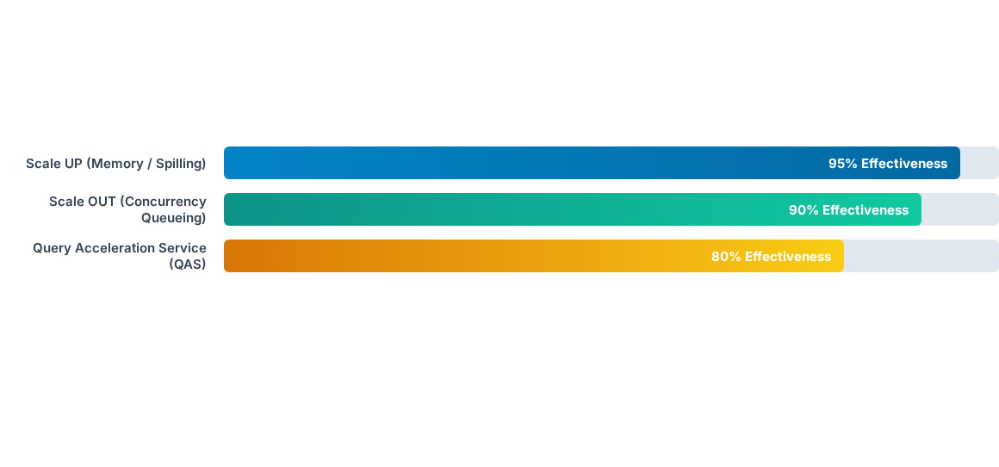 Scale UP (Memory / Spilling)
95% Effectiveness
Scale OUT (Concurrency
Queueing)
90% Effectiveness
Query Acceleration Service
(QAS)
80% Effectiveness